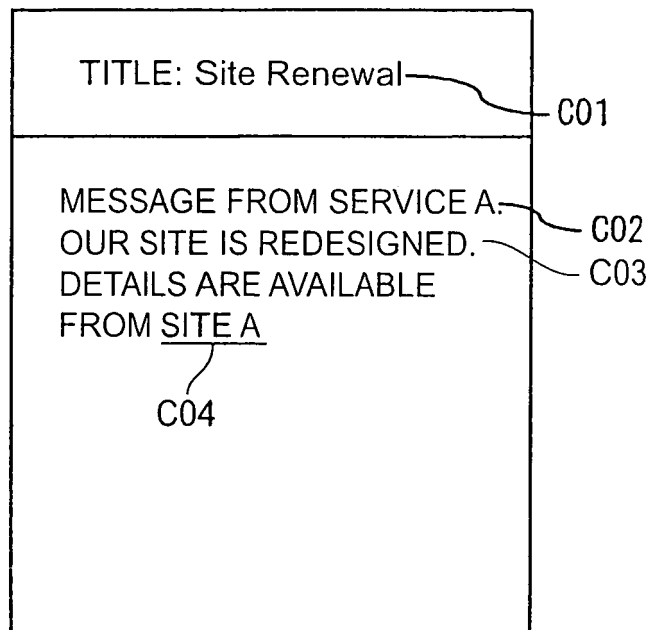 TITLE: Site Renewal
C01
MESSAGE FROM SERVICE A.
C02
OUR SITE IS REDESIGNED.
C03
DETAILS ARE AVAILABLE
FROM SITE A
C04